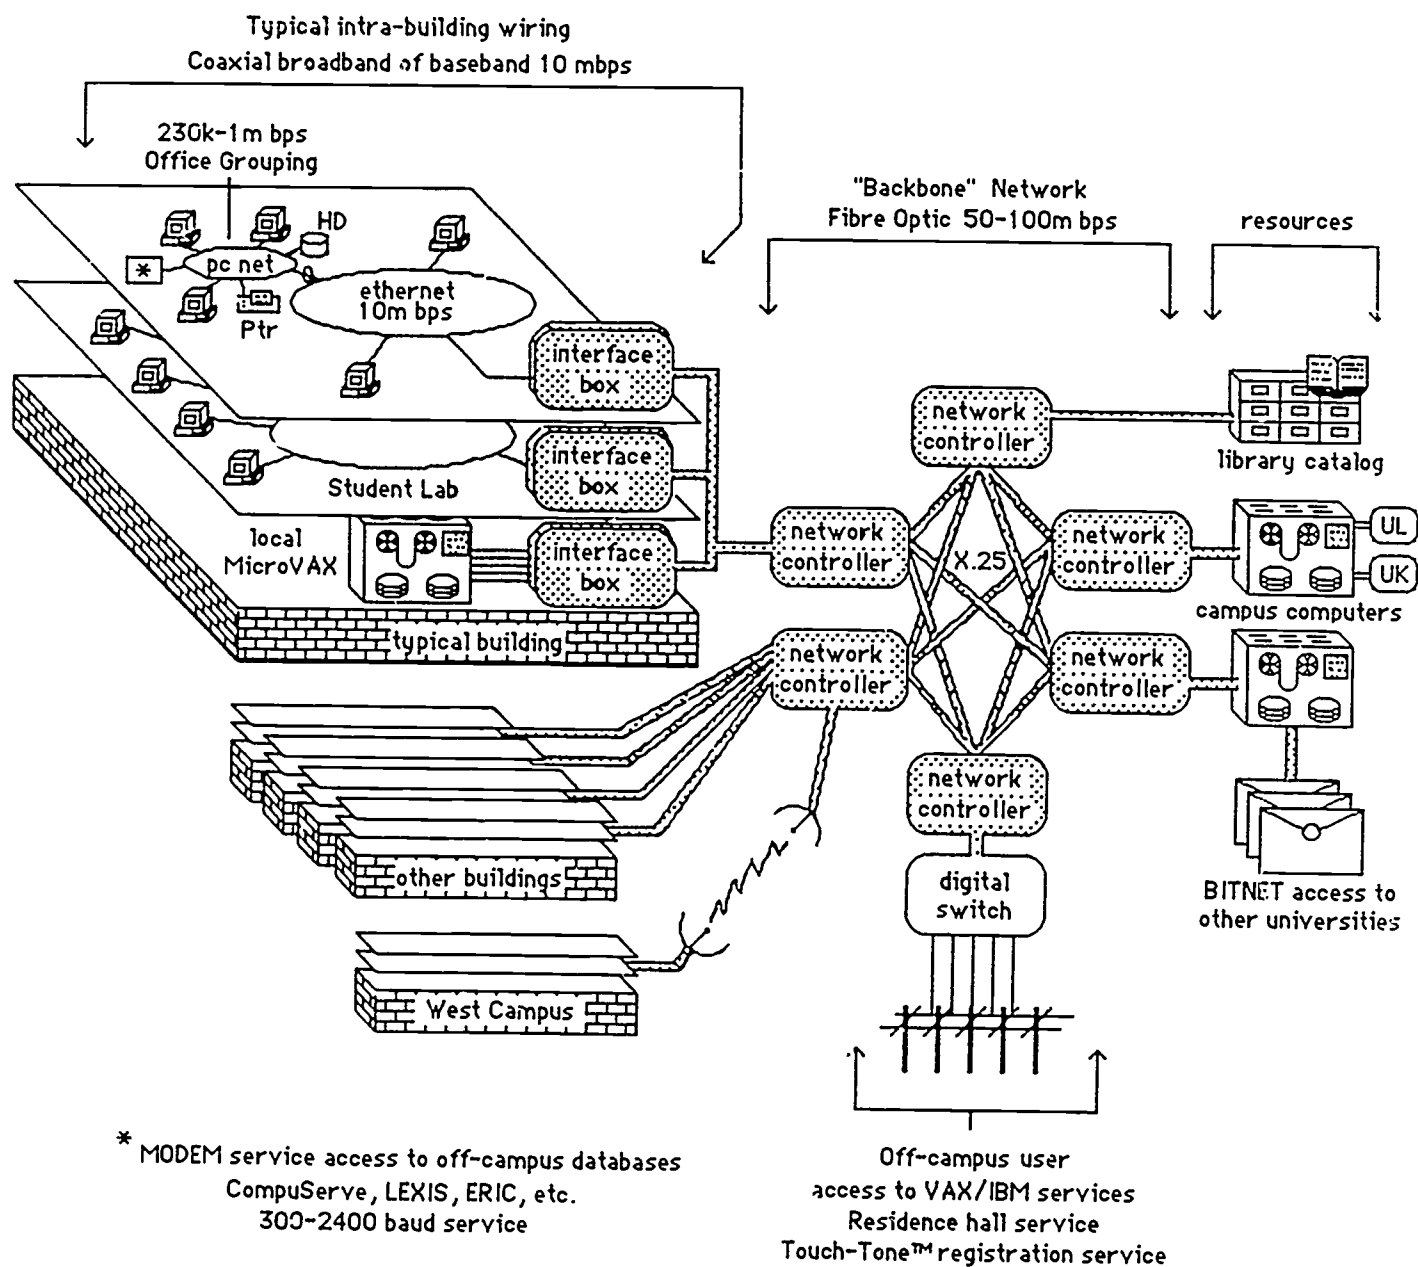 Typical intra-building wiring
Coaxial broadband of baseband 10 mbps
230k-1m bps
Office Grouping
"Backbone" Network
Fibre Optic 50-100m bps
resources
HD
pc net
*
Ptr
ethernet
10m bps
interface
box
interface
box
Student Lab
local
MicroVAX
interface
box
typical building
network
controller
library catalog
network
controller
X.25
network
controller
UL
UK
campus computers
network
controller
network
controller
network
controller
digital
switch
BITNET access to
other universities
other buildings
West Campus
* MODEM service access to off-campus databases
CompuServe, LEXIS, ERIC, etc.
300-2400 baud service
Off-campus user
access to VAX/IBM services
Residence hall service
Touch-Tone™ registration service